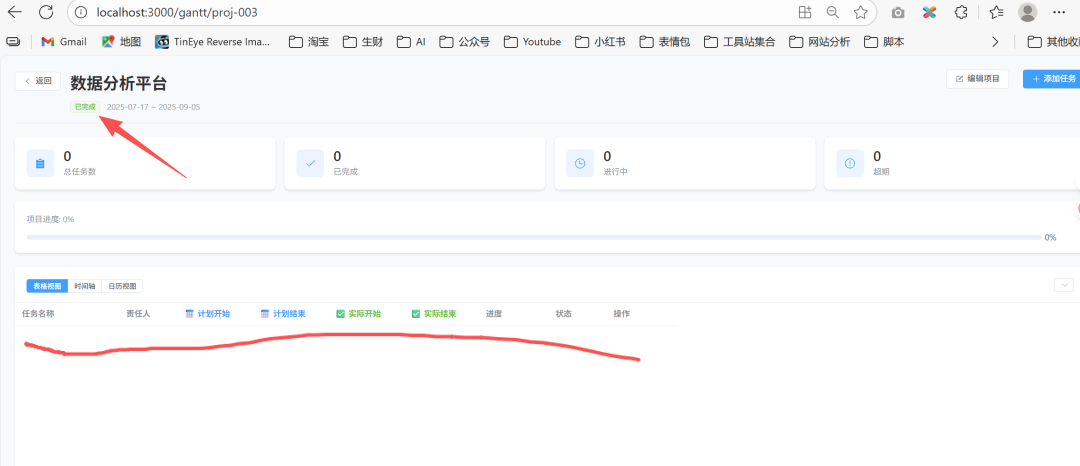 localhost:3000/gantt/proj-003
Gmail 地图 TinEye Reverse Ima... 淘宝 生财 AI 公众号 Youtube 小红书 表情包 工具站集合 网站分析 脚本 其他收藏
返回 数据分析平台 编辑项目 添加任务
已完成 2025-07-17 ~ 2025-09-05
0 0 0 0
总任务数 已完成 进行中 超期
项目进度: 0%
0%
表格视图 时间轴 日历视图
任务名称 责任人 计划开始 计划结束 实际开始 实际结束 进度 状态 操作